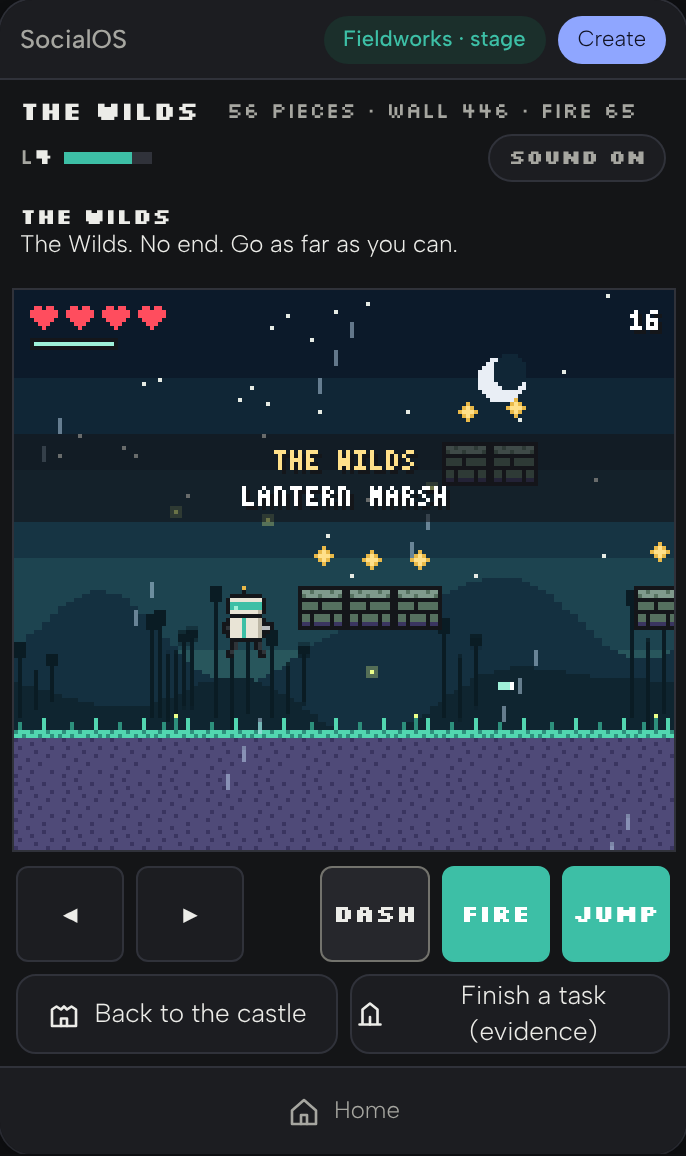 SocialOS
Fieldworks · stage
Create
THE WILDS
56 PIECES · WALL 446 · FIRE 65
L4
SOUND ON
THE WILDS
The Wilds. No end. Go as far as you can.
16
THE WILDS
LANTERN MARSH
◄
►
DASH
FIRE
JUMP
Back to the castle
Finish a task
(evidence)
Home